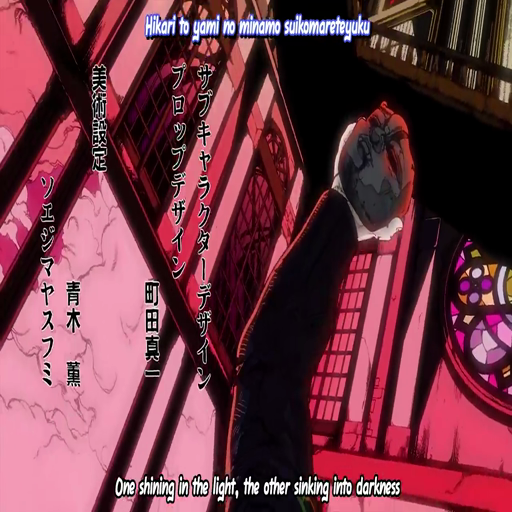 Hikari to yami no minamo suikomareteyuku
サブキャラクターデザイン
プロップデザイン
町田真一
美術設定
青木 薫
ソエジマヤスフミ
One shining in the light, the other sinking into darkness